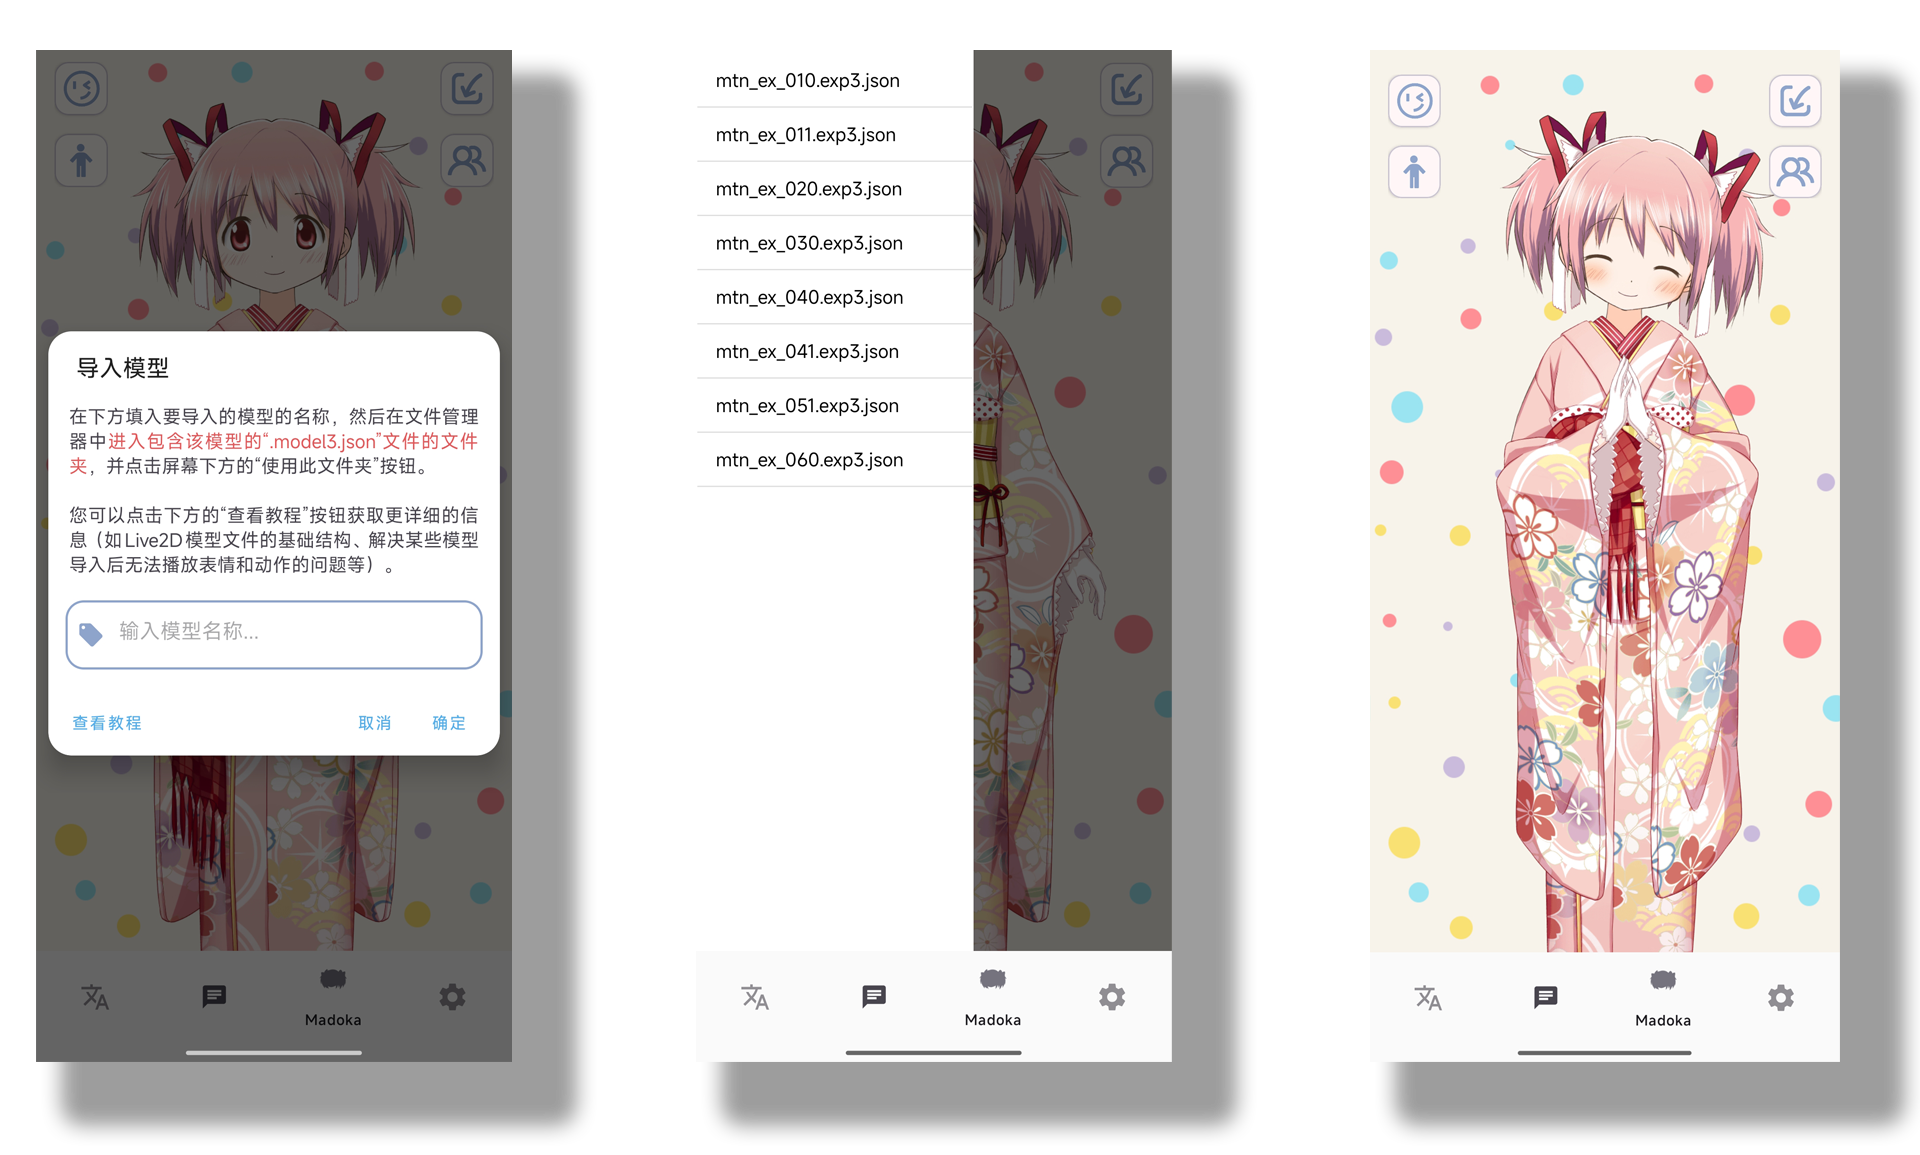 导入模型
在下方填入要导入的模型的名称，然后在文件管理
器中进入包含该模型的“.model3.json”文件的文件
夹，并点击屏幕下方的“使用此文件夹”按钮。
您可以点击下方的“查看教程”按钮获取更详细的信
息（如Live2D模型文件的基础结构、解决某些模型
导入后无法播放表情和动作的问题等）。
输入模型名称...
查看教程
取消
确定
Madoka
mtn_ex_010.exp3.json
mtn_ex_011.exp3.json
mtn_ex_020.exp3.json
mtn_ex_030.exp3.json
mtn_ex_040.exp3.json
mtn_ex_041.exp3.json
mtn_ex_051.exp3.json
mtn_ex_060.exp3.json
Madoka
Madoka